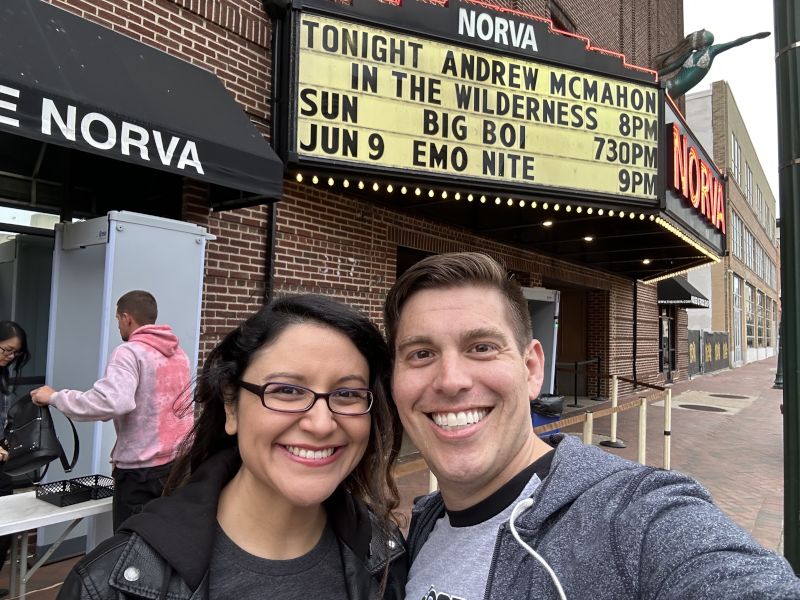 NORVA
TONIGHT ANDREW MCMAHON
IN THE WILDERNESS 8PM
SUN BIG BOI 730PM
JUN 9 EMO NITE 9PM
E NORVA
NORVA